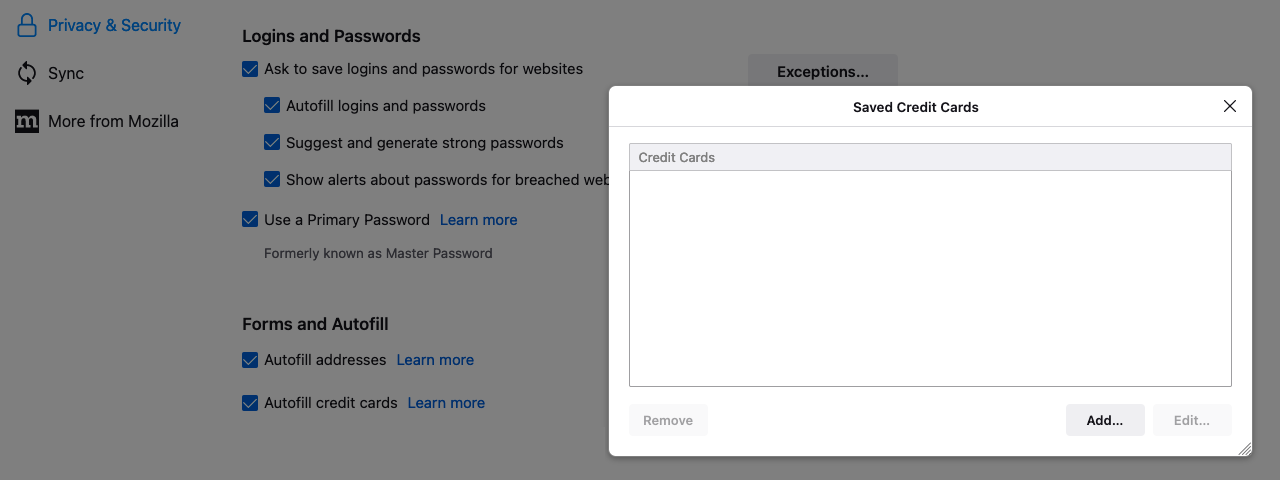 Privacy & Security
Sync
More from Mozilla
Logins and Passwords
Ask to save logins and passwords for websites
Exceptions...
Autofill logins and passwords
Suggest and generate strong passwords
Show alerts about passwords for breached
Use a Primary Password Learn more
Formerly known as Master Password
Forms and Autofill
Autofill addresses Learn more
Autofill credit cards Learn more
Saved Credit Cards
Credit Cards
Remove
Add...
Edit...